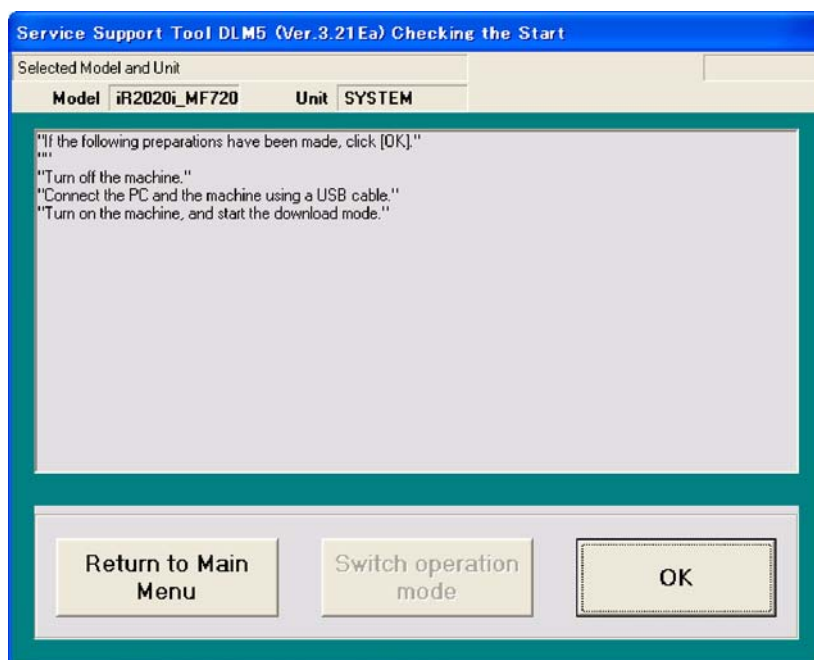 Service Support Tool DLM5 (Ver.3.21Ea) Checking the Start
Selected Model and Unit
Model iR2020i_MF720 Unit SYSTEM
"If the following preparations have been made, click [OK]."
""
"Turn off the machine."
"Connect the PC and the machine using a USB cable."
"Turn on the machine, and start the download mode."
Return to Main
Menu
Switch operation
mode
OK